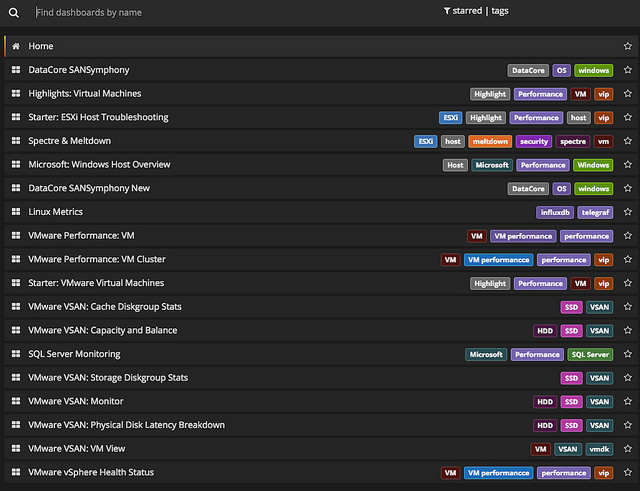 Find dashboards by name starred | tags
Home
DataCore SANSymphony DataCore OS windows
Highlights: Virtual Machines Highlight Performance VM vip
Starter: ESXi Host Troubleshooting ESXi Highlight Performance host vip
Spectre & Meltdown ESXi host meltdown security spectre vm
Microsoft: Windows Host Overview Host Microsoft Performance Windows
DataCore SANSymphony New DataCore OS windows
Linux Metrics influxdb telegraf
VMware Performance: VM VM VM performance performance
VMware Performance: VM Cluster VM VM performancce performance vip
Starter: VMware Virtual Machines Highlight Performance VM vip
VMware VSAN: Cache Diskgroup Stats SSD VSAN
VMware VSAN: Capacity and Balance HDD SSD VSAN
SQL Server Monitoring Microsoft Performance SQL Server
VMware VSAN: Storage Diskgroup Stats SSD VSAN
VMware VSAN: Monitor HDD SSD VSAN
VMware VSAN: Physical Disk Latency Breakdown HDD SSD VSAN
VMware VSAN: VM View VM VSAN vmdk
VMware vSphere Health Status VM VM performancce performance vip